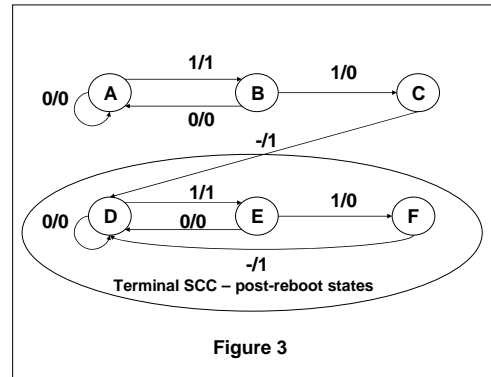 1/1
1/0
0/0
A
B
C
0/0
-/1
1/1
1/0
0/0
D
0/0
E
F
-/1
Terminal SCC – post-reboot states
Figure 3